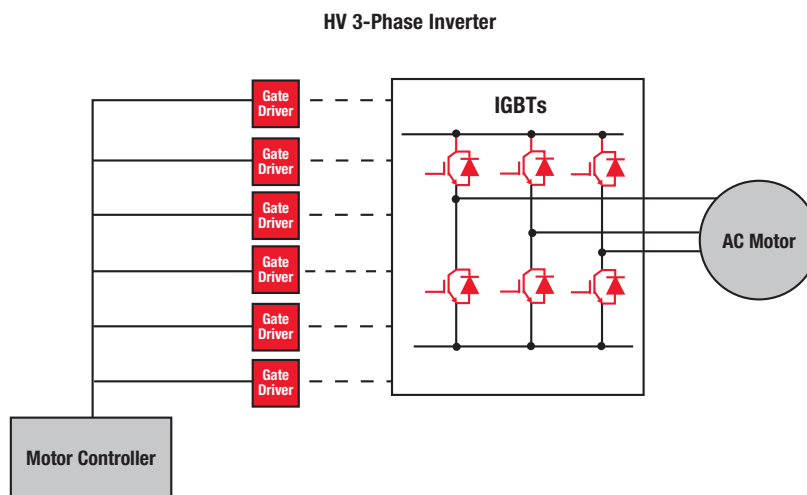 HV 3-Phase Inverter
Gate
Driver
Gate
Driver
Gate
Driver
Gate
Driver
Gate
Driver
Gate
Driver
IGBTs
AC Motor
Motor Controller